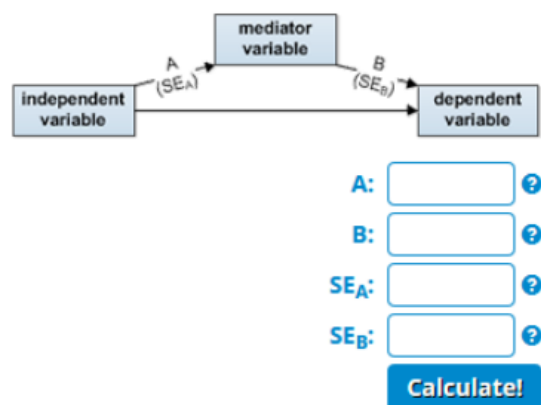 mediator
variable
A
(SEA)
B
(SEB)
independent
variable
dependent
variable
A:
?
B:
?
SEA:
?
SEB:
?
Calculate!